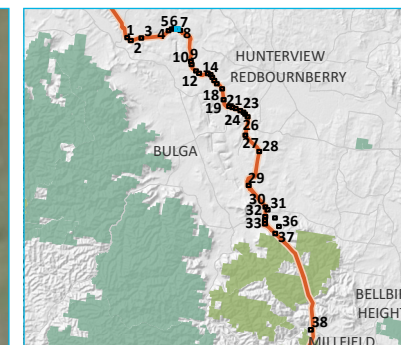 1 2 3 4 56 7 8
9
10
12 14
HUNTERVIEW
REDBOURNBERRY
18
19 21 23
24
26
27 28
BULGA
29
30 31
32
33 36
37
BELLBI
HEIGHT
38
MILLFIELD